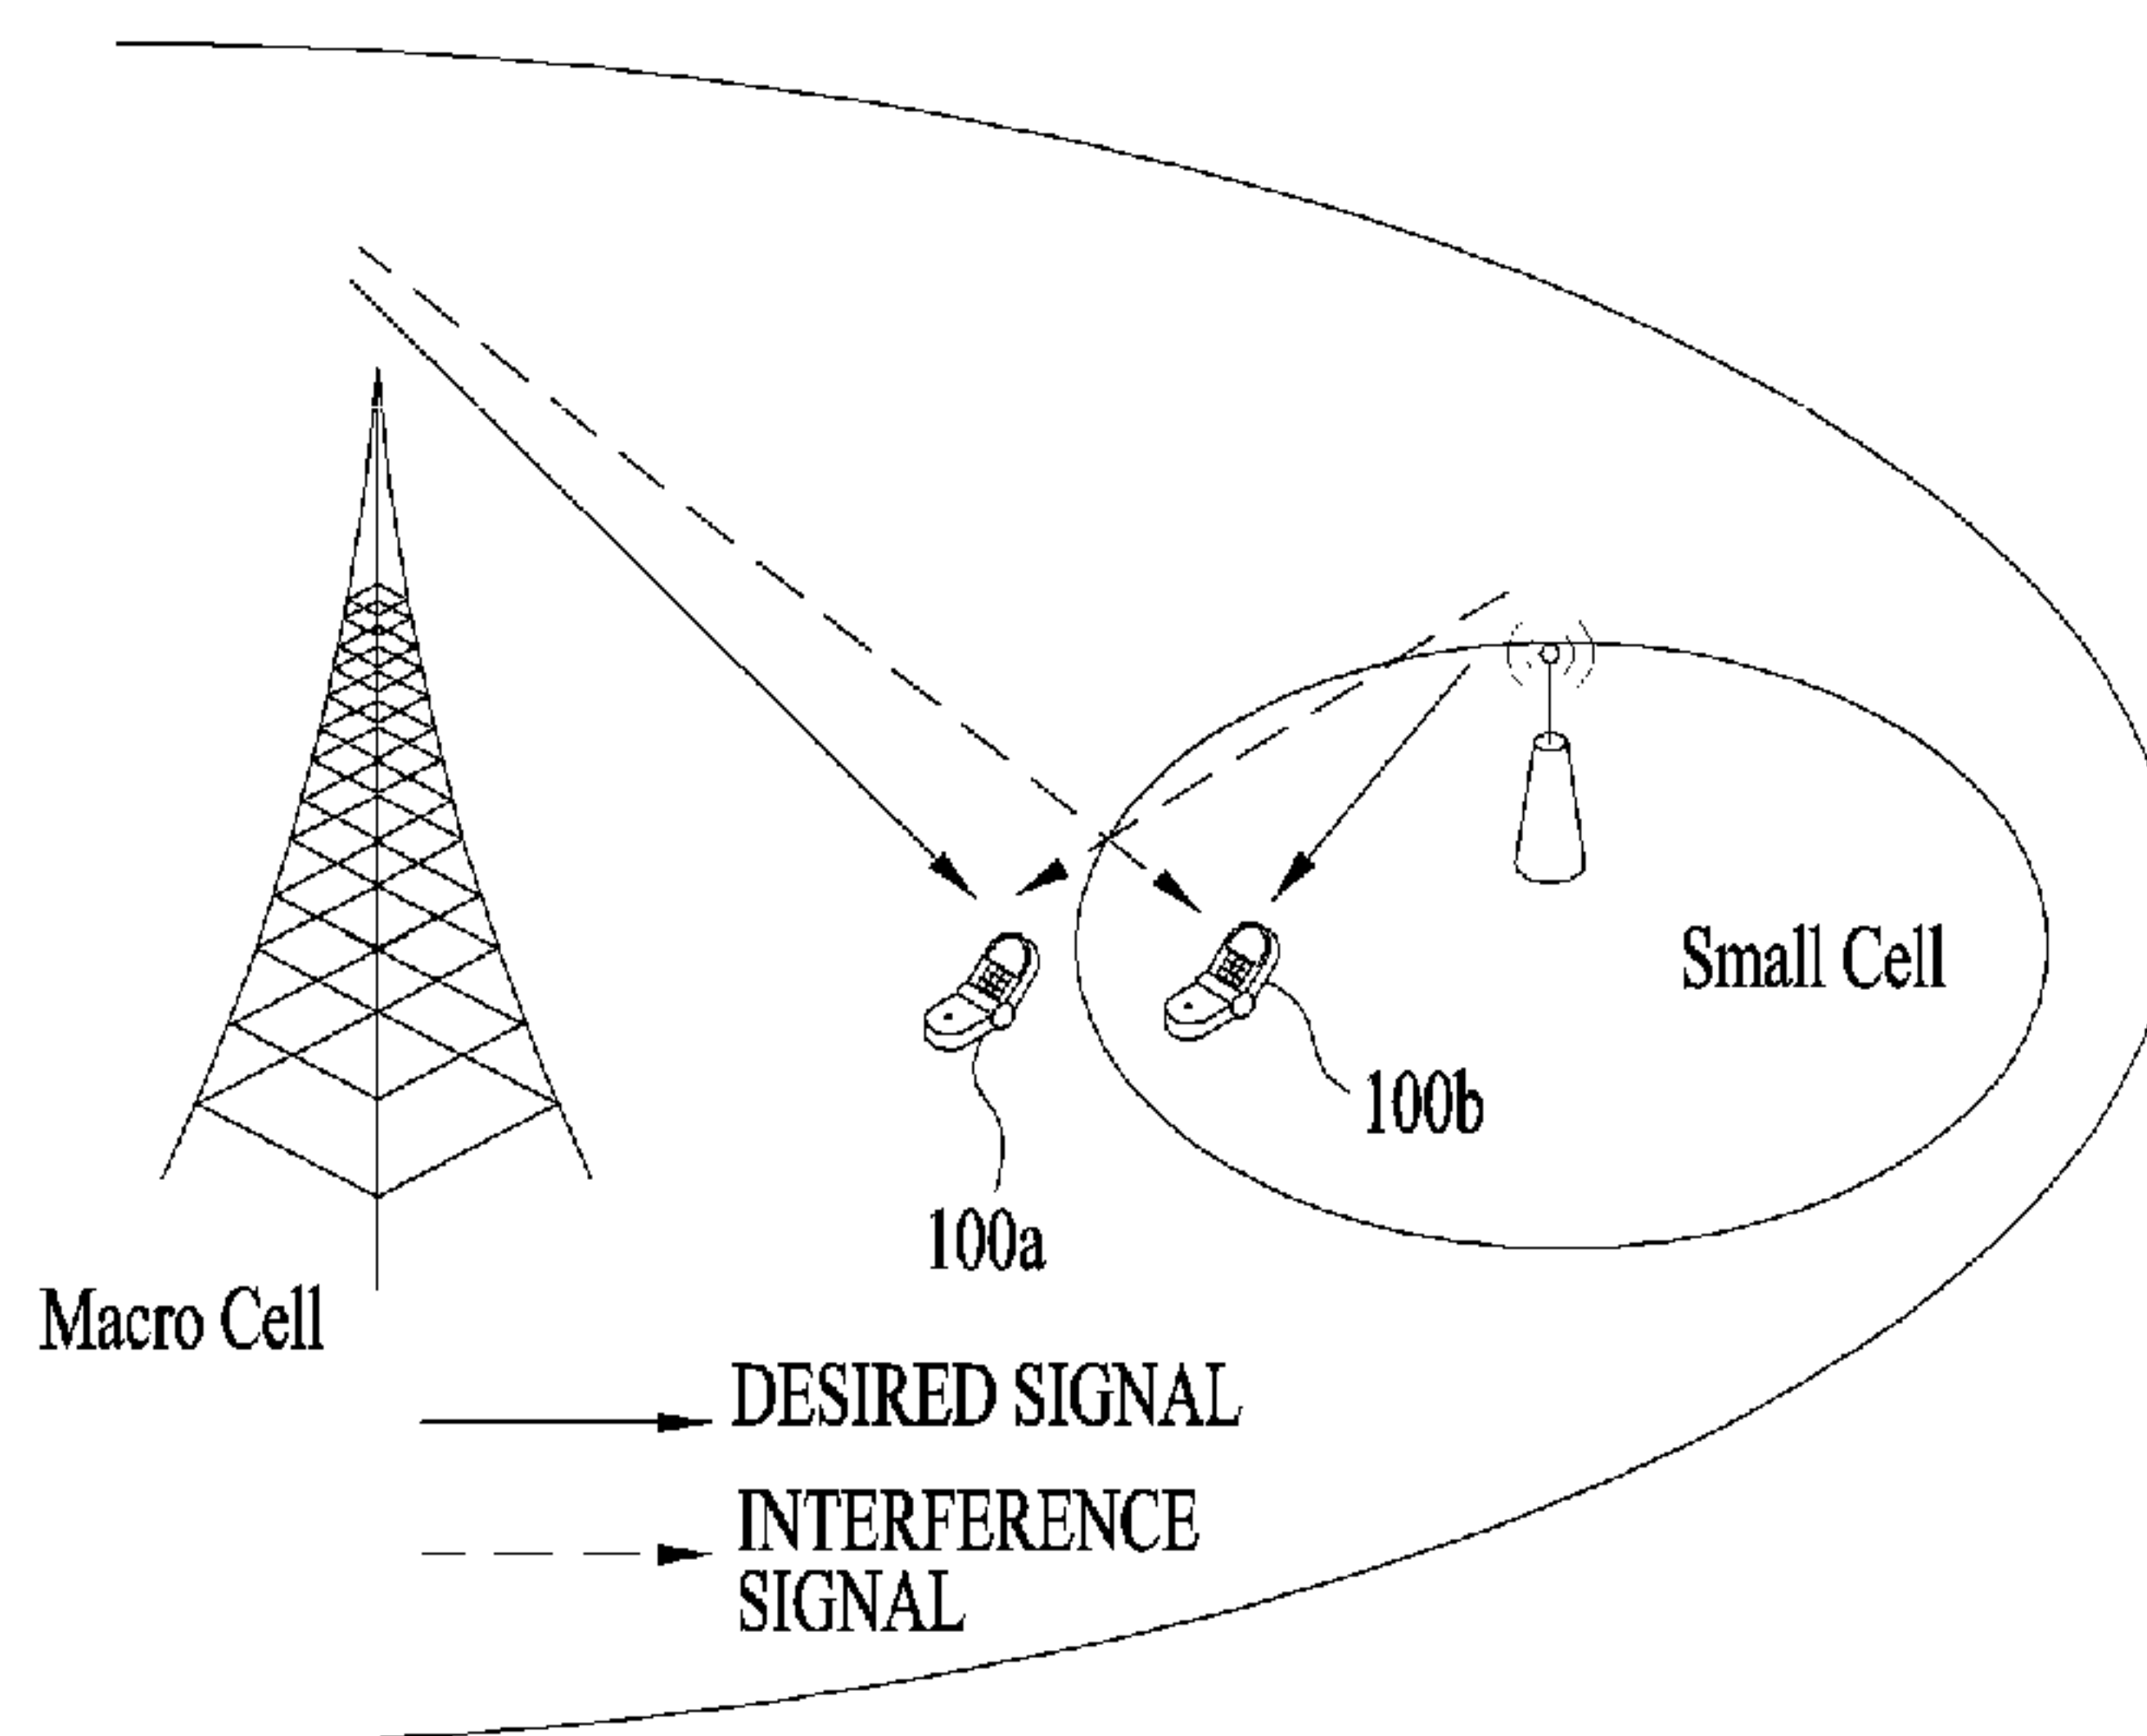 Small Cell
100b
100a
Macro Cell
DESIRED SIGNAL
INTERFERENCE
SIGNAL